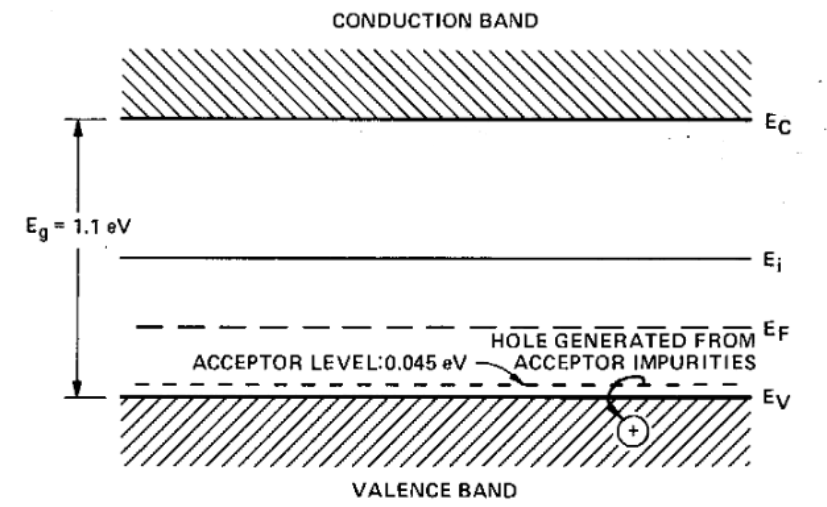 CONDUCTION BAND
E_C
E_g = 1.1 eV
E_i
E_F
HOLE GENERATED FROM
ACCEPTOR LEVEL:0.045 eV
ACCEPTOR IMPURITIES
E_V
+
VALENCE BAND